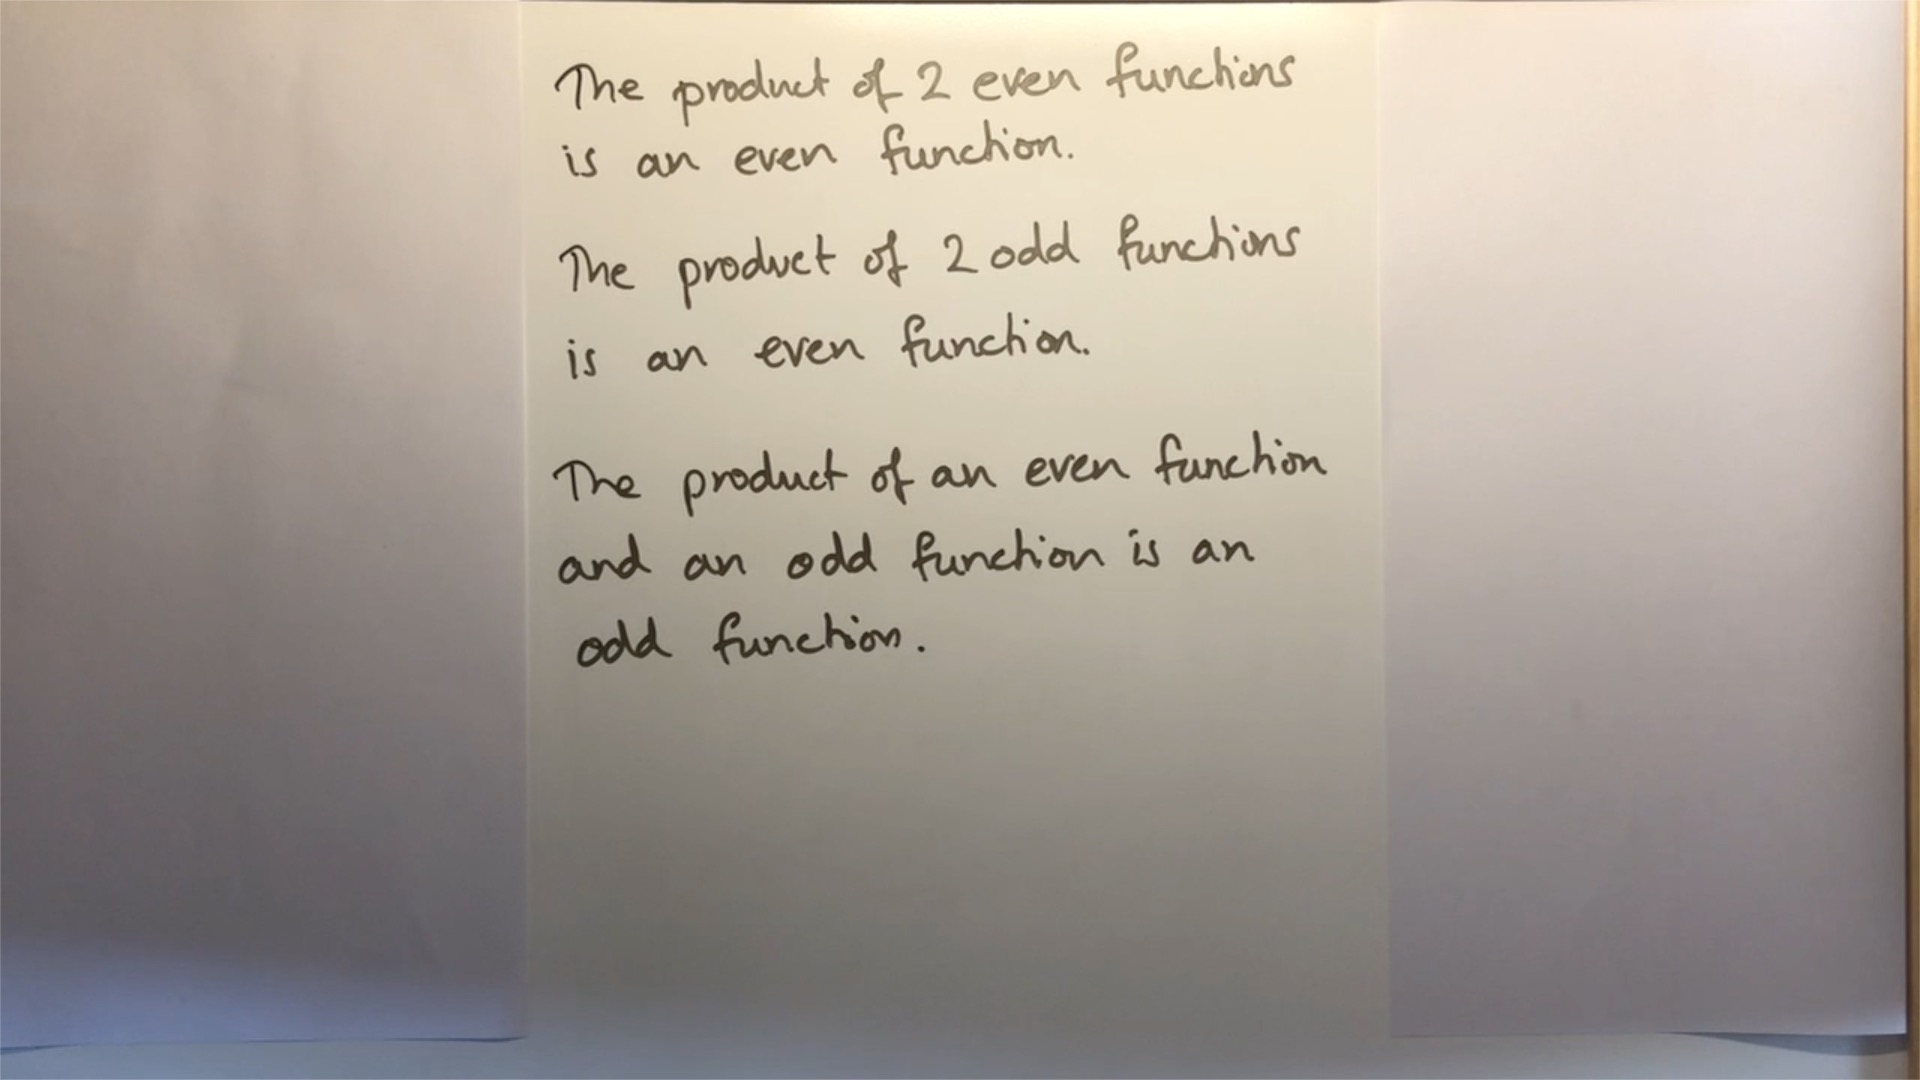 The product of 2 even functions
is an even function.
The product of 2 odd functions
is an even function.
The product of an even function
and an odd function is an
odd function.